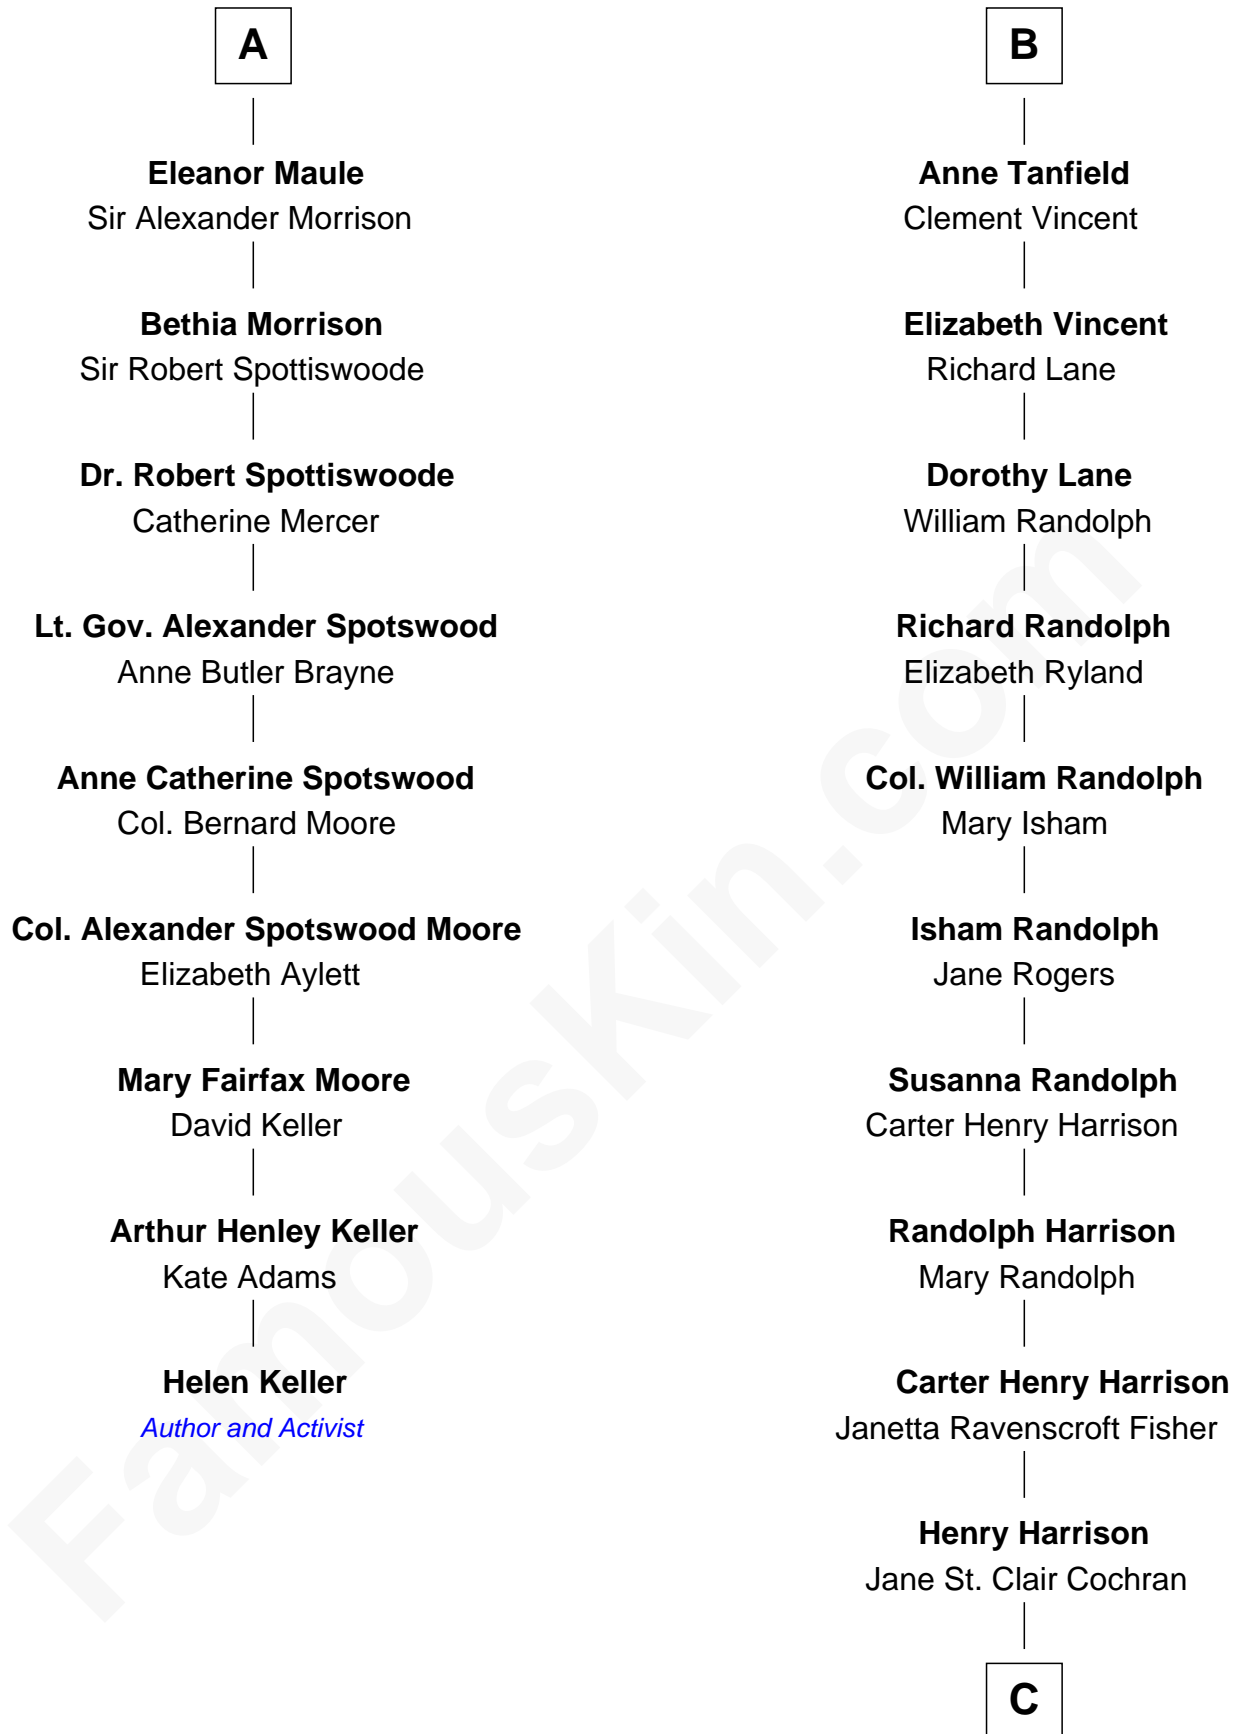 A
Eleanor Maule
Sir Alexander Morrison
Bethia Morrison
Sir Robert Spottiswoode
Dr. Robert Spottiswoode
Catherine Mercer
Lt. Gov. Alexander Spotswood
Anne Butler Brayne
Anne Catherine Spotswood
Col. Bernard Moore
Col. Alexander Spotswood Moore
Elizabeth Aylett
Mary Fairfax Moore
David Keller
Arthur Henley Keller
Kate Adams
Helen Keller
Author and Activist
B
Anne Tanfield
Clement Vincent
Elizabeth Vincent
Richard Lane
Dorothy Lane
William Randolph
Richard Randolph
Elizabeth Ryland
Col. William Randolph
Mary Isham
Isham Randolph
Jane Rogers
Susanna Randolph
Carter Henry Harrison
Randolph Harrison
Mary Randolph
Carter Henry Harrison
Janetta Ravenscroft Fisher
Henry Harrison
Jane St. Clair Cochran
C
FamousKin.com